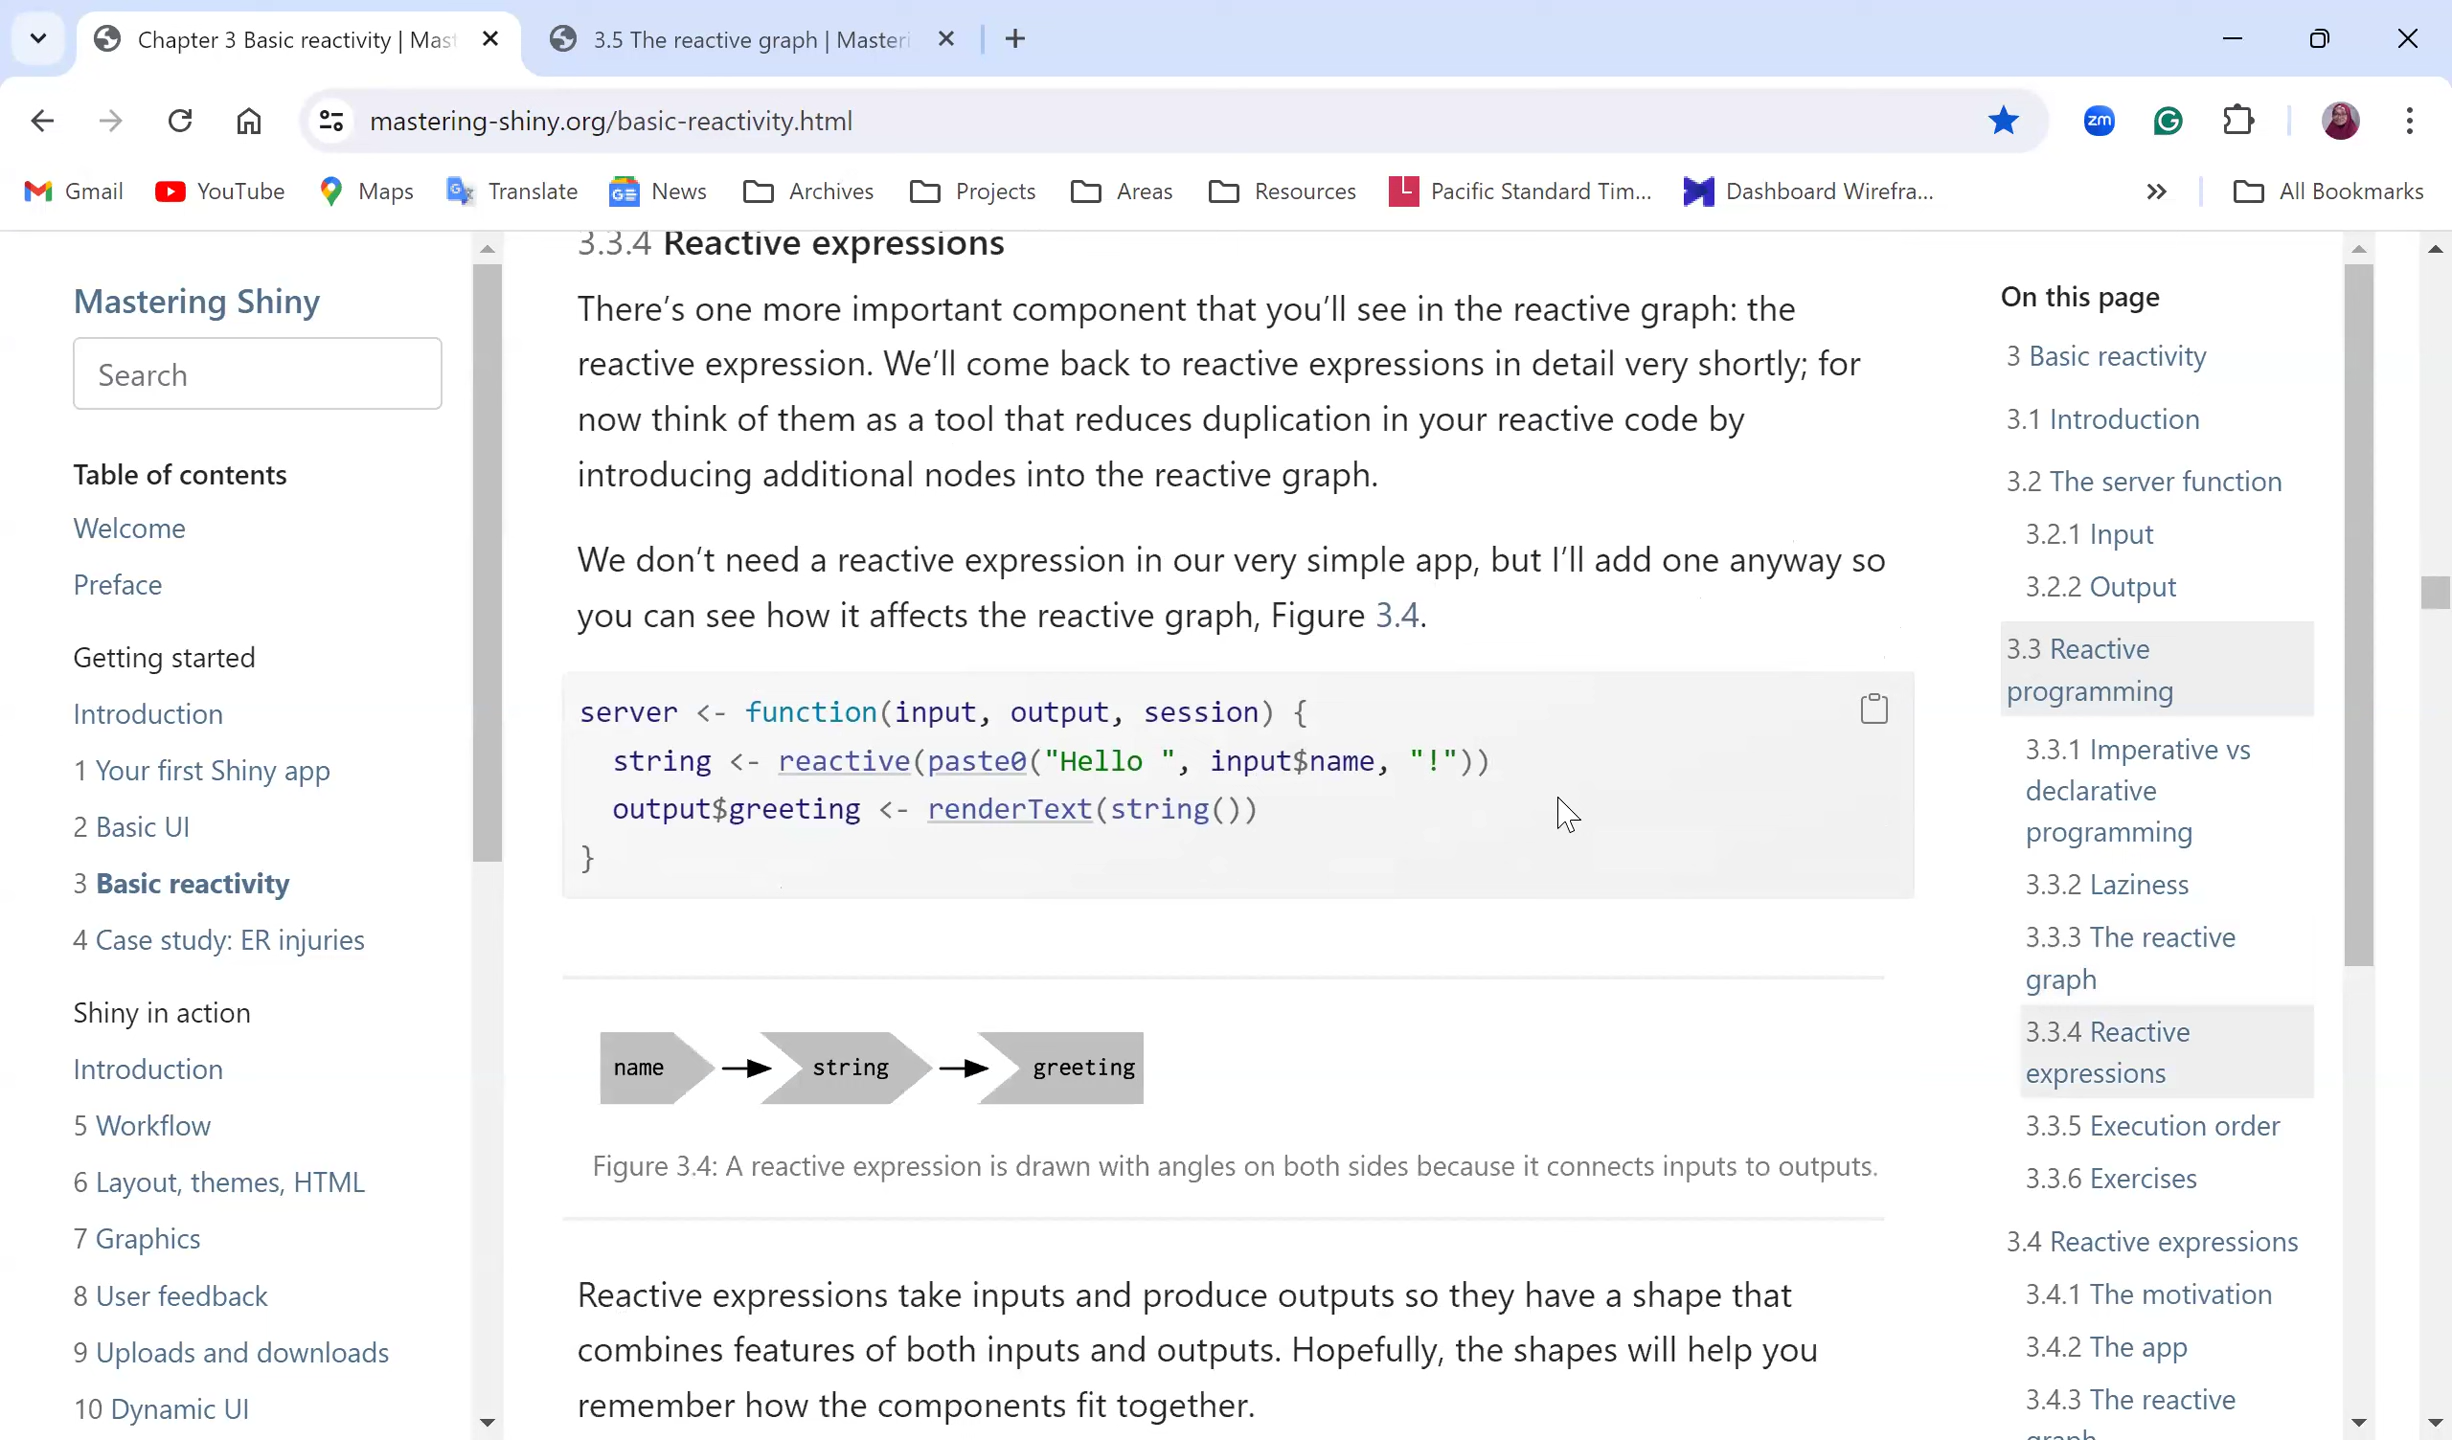 Chapter 3 Basic reactivity | Mast
3.5 The reactive graph | Masteri
mastering-shiny.org/basic-reactivity.html
zm
Gmail
YouTube
Maps
Translate
News
Archives
Projects
Areas
Resources
Pacific Standard Tim...
Dashboard Wirefra...
All Bookmarks
Mastering Shiny
Search
Table of contents
Welcome
Preface
Getting started
Introduction
1 Your first Shiny app
2 Basic UI
3 Basic reactivity
4 Case study: ER injuries
Shiny in action
Introduction
5 Workflow
6 Layout, themes, HTML
7 Graphics
8 User feedback
9 Uploads and downloads
10 Dynamic UI
3.3.4 Reactive expressions
There’s one more important component that you’ll see in the reactive graph: the
reactive expression. We’ll come back to reactive expressions in detail very shortly; for
now think of them as a tool that reduces duplication in your reactive code by
introducing additional nodes into the reactive graph.
We don’t need a reactive expression in our very simple app, but I’ll add one anyway so
you can see how it affects the reactive graph, Figure 3.4.
server <- function(input, output, session) {
string <- reactive(paste0("Hello ", input$name, "!"))
output$greeting <- renderText(string())
}
name
string
greeting
Figure 3.4: A reactive expression is drawn with angles on both sides because it connects inputs to outputs.
Reactive expressions take inputs and produce outputs so they have a shape that
combines features of both inputs and outputs. Hopefully, the shapes will help you
remember how the components fit together.
On this page
3 Basic reactivity
3.1 Introduction
3.2 The server function
3.2.1 Input
3.2.2 Output
3.3 Reactive
programming
3.3.1 Imperative vs
declarative
programming
3.3.2 Laziness
3.3.3 The reactive
graph
3.3.4 Reactive
expressions
3.3.5 Execution order
3.3.6 Exercises
3.4 Reactive expressions
3.4.1 The motivation
3.4.2 The app
3.4.3 The reactive
graph